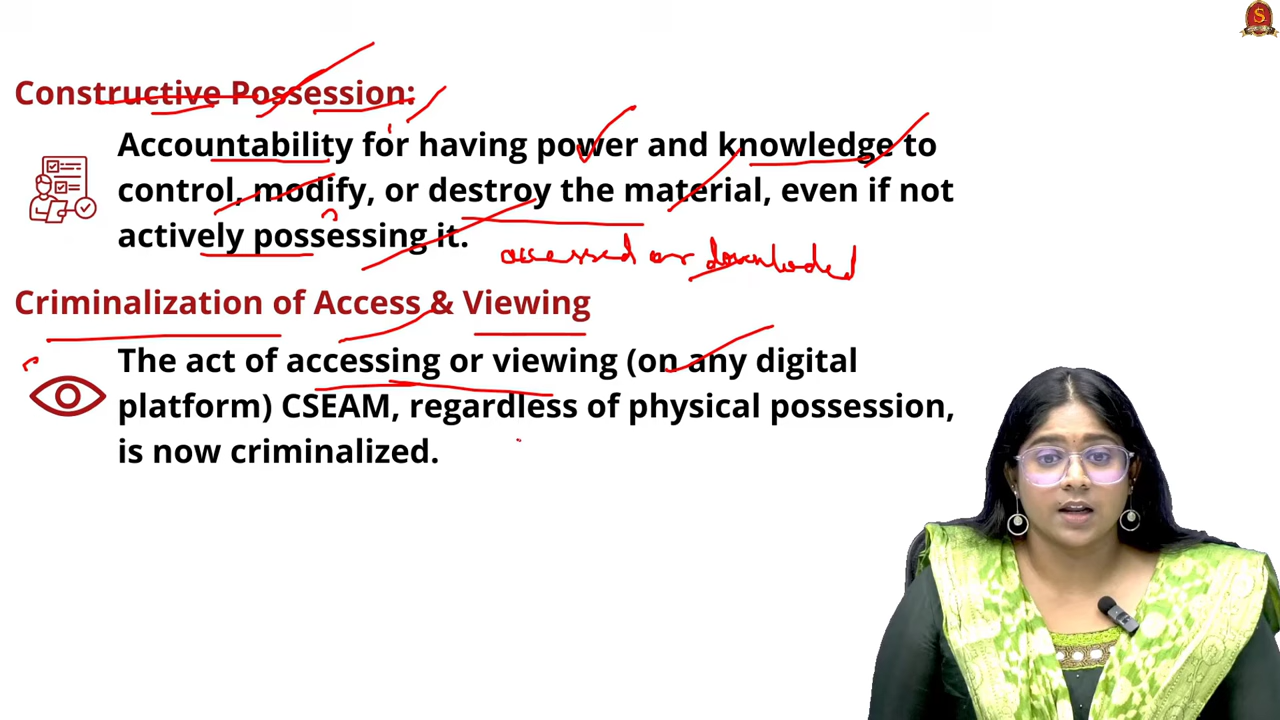 Constructive Possession:
Accountability for having power and knowledge to
control, modify, or destroy the material, even if not
actively possessing it.
accessed or downloaded
Criminalization of Access & Viewing
The act of accessing or viewing (on any digital
platform) CSEAM, regardless of physical possession,
is now criminalized.